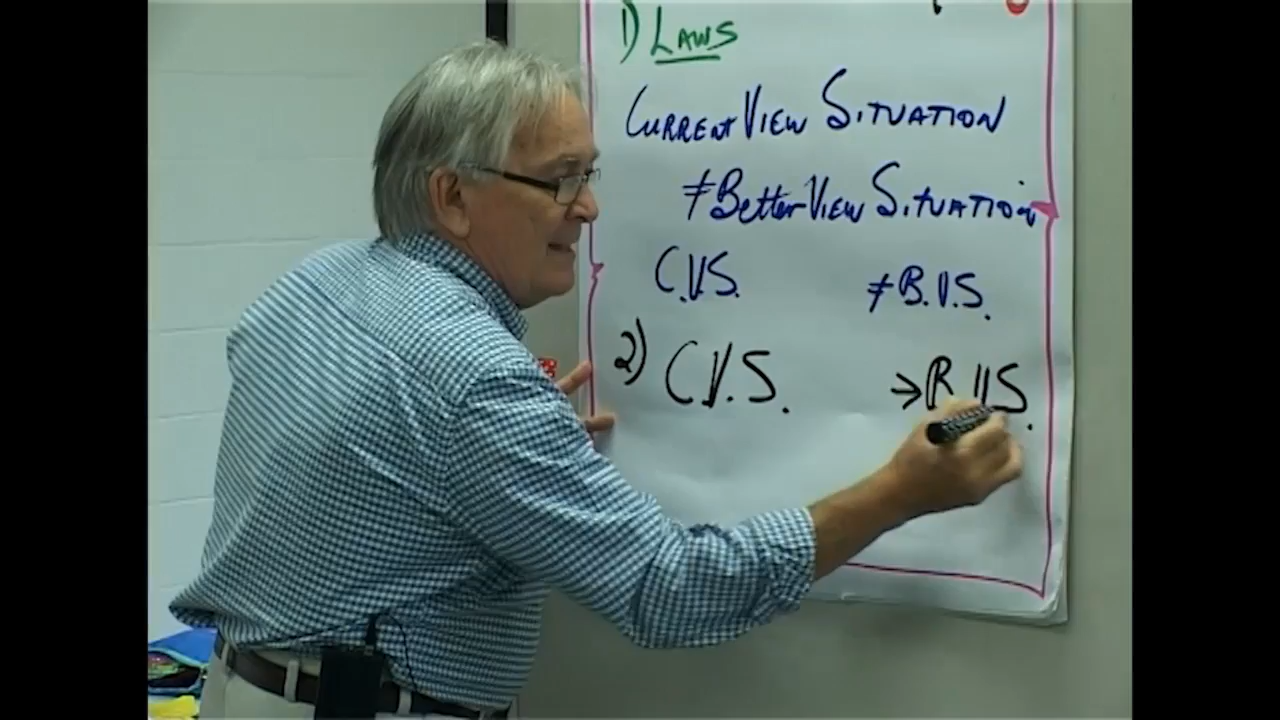 1) LAWS
CURRENT VIEW SITUATION
≠ Better VIEW SITUATION
C.V.S. ≠ B.V.S.
2) C.V.S. → B.V.S.